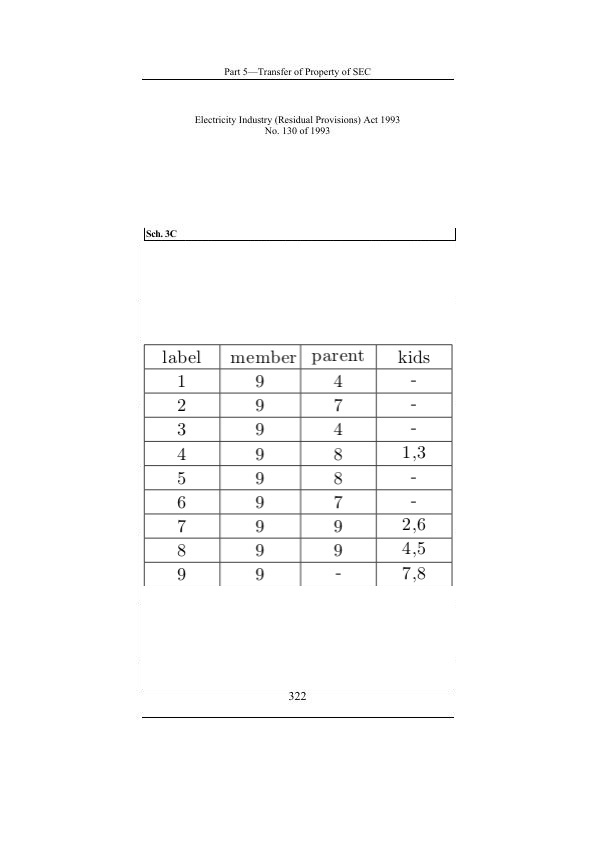 Part 5—Transfer of Property of SEC
Electricity Industry (Residual Provisions) Act 1993
No. 130 of 1993
Sch. 3C
label member parent kids
1 9 4 -
2 9 7 -
3 9 4 -
4 9 8 1,3
5 9 8 -
6 9 7 -
7 9 9 2,6
8 9 9 4,5
9 9 - 7,8
322